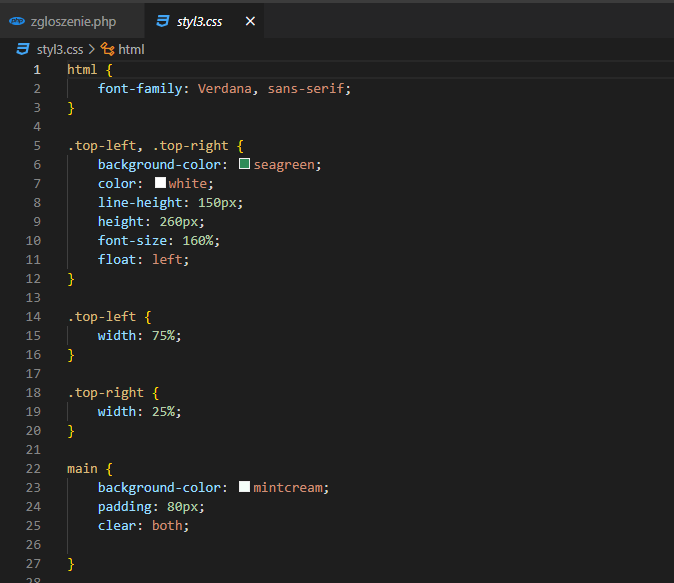 php zgloszenie.php styl3.css ×
styl3.css > html
1 html {
2 font-family: Verdana, sans-serif;
3 }
4
5 .top-left, .top-right {
6 background-color: seagreen;
7 color: white;
8 line-height: 150px;
9 height: 260px;
10 font-size: 160%;
11 float: left;
12 }
13
14 .top-left {
15 width: 75%;
16 }
17
18 .top-right {
19 width: 25%;
20 }
21
22 main {
23 background-color: mintcream;
24 padding: 80px;
25 clear: both;
26
27 }
28